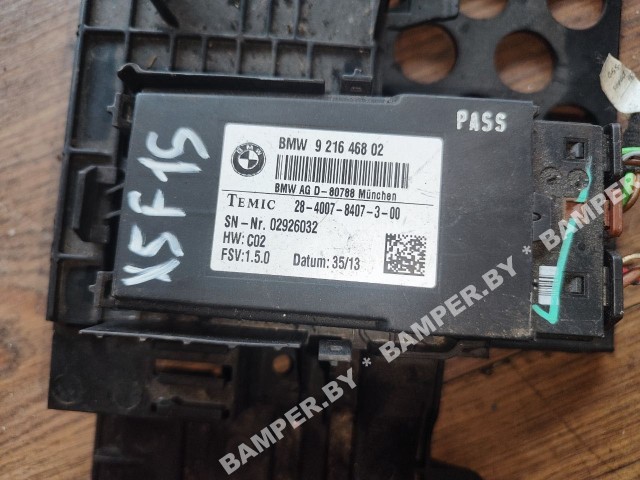 PASS
BMW 9 216 468 02
BMW AG D-80788 München
TEMIC 28-4007-8407-3-00
SN-Nr. 02926032
HW: C02
FSV:1.5.0 Datum: 35/13
X5F15
BAMPER.BY * BAMPER.BY * BAMPER.BY